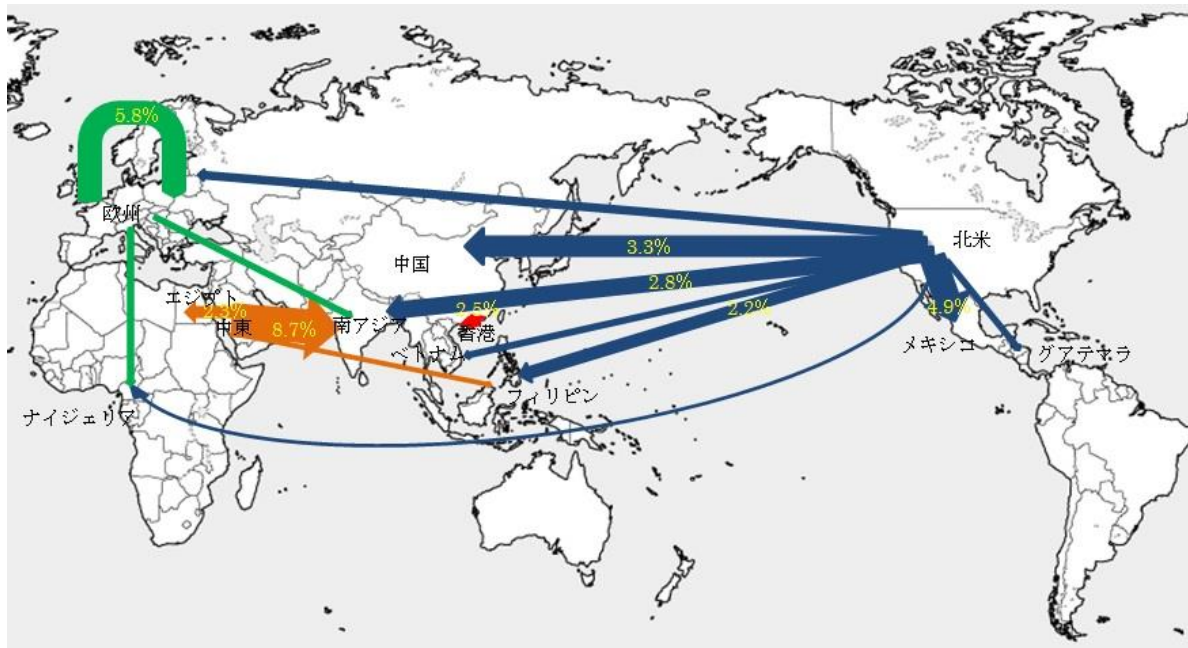 5.8%
欧州
北米
3.3%
中国
2.8%
エジプト
2.3%
2.5%
2.2%
4.9%
中東
8.7%
南アジア
香港
ベトナム
メキシコ
グアテマラ
フィリピン
ナイジェリア